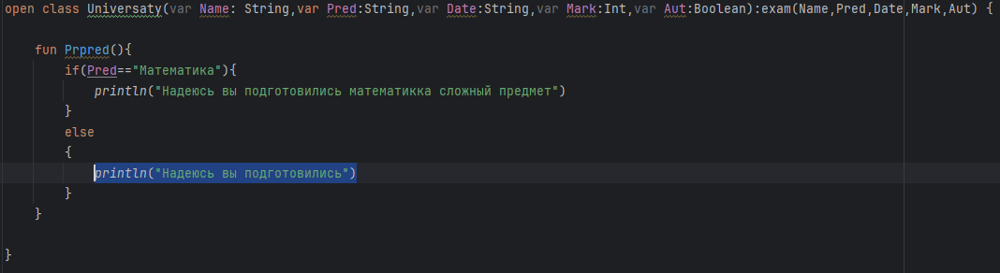 open class Universaty(var Name: String,var Pred:String,var Date:String,var Mark:Int,var Aut:Boolean):exam(Name,Pred,Date,Mark,Aut) {
fun Prpred(){
if(Pred=="Математика"){
println("Надеюсь вы подготовились математикка сложный предмет")
}
else
{
println("Надеюсь вы подготовились")
}
}
}